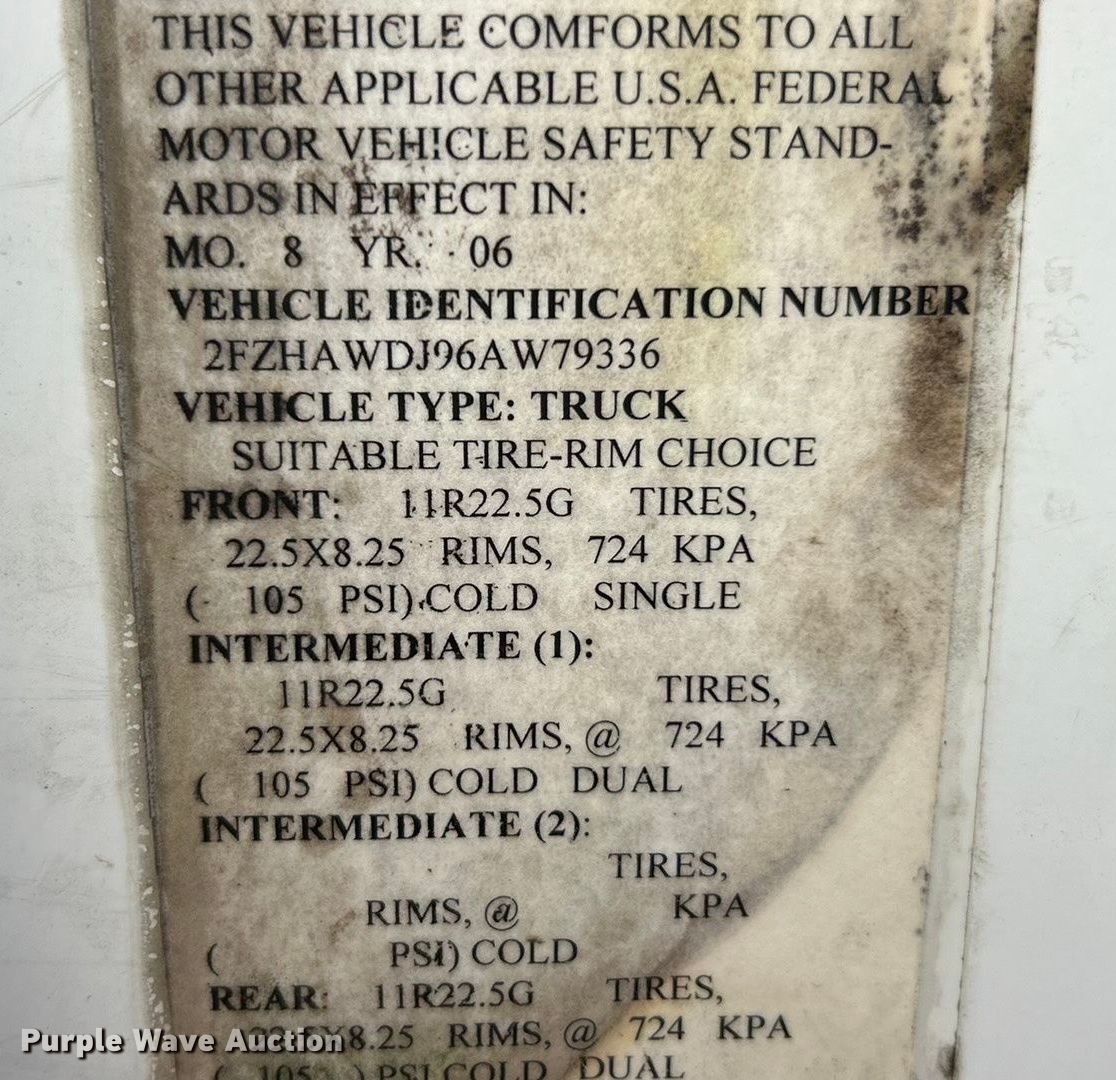 THIS VEHICLE COMFORMS TO ALL
OTHER APPLICABLE U.S.A. FEDERAL
MOTOR VEHICLE SAFETY STAND-
ARDS IN EFFECT IN:
MO. 8 YR. 06
VEHICLE IDENTIFICATION NUMBER
2FZHAWDJ96AW79336
VEHICLE TYPE: TRUCK
SUITABLE TIRE-RIM CHOICE
FRONT: 11R22.5G TIRES,
22.5X8.25 RIMS, 724 KPA
( 105 PSI) COLD SINGLE
INTERMEDIATE (1):
11R22.5G TIRES,
22.5X8.25 RIMS, @ 724 KPA
( 105 PSI) COLD DUAL
INTERMEDIATE (2):
TIRES,
RIMS, @ KPA
( PSI) COLD
REAR: 11R22.5G TIRES,
22.5X8.25 RIMS, @ 724 KPA
( 105 ) PSI COLD DUAL
Purple Wave Auction